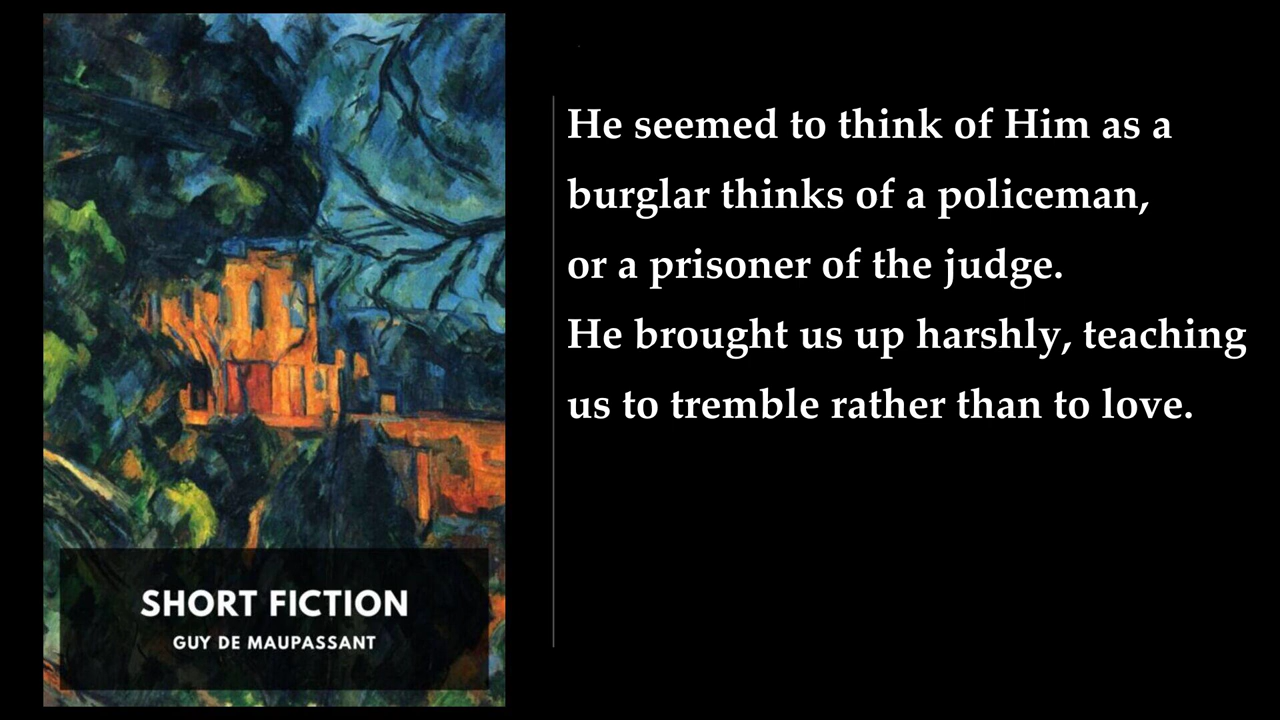 SHORT FICTION
GUY DE MAUPASSANT
He seemed to think of Him as a
burglar thinks of a policeman,
or a prisoner of the judge.
He brought us up harshly, teaching
us to tremble rather than to love.